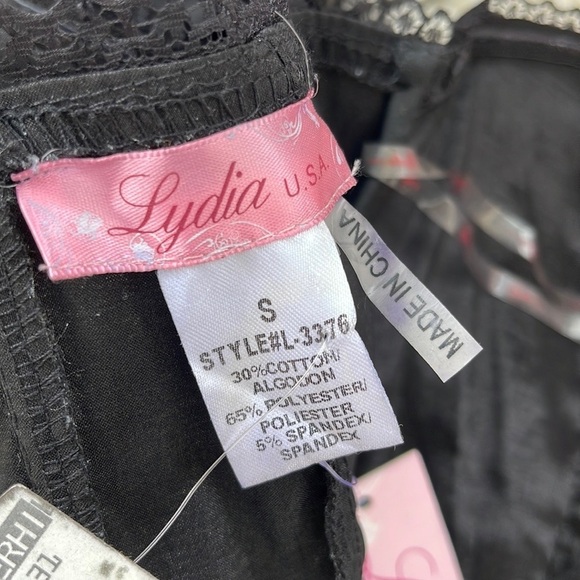 Lydia U.S.A.
MADE IN CHINA
S
STYLE#L-3376
30%COTTON/
ALGODON
65%POLYESTER/
POLIESTER
5%SPANDEX/
SPANDEX